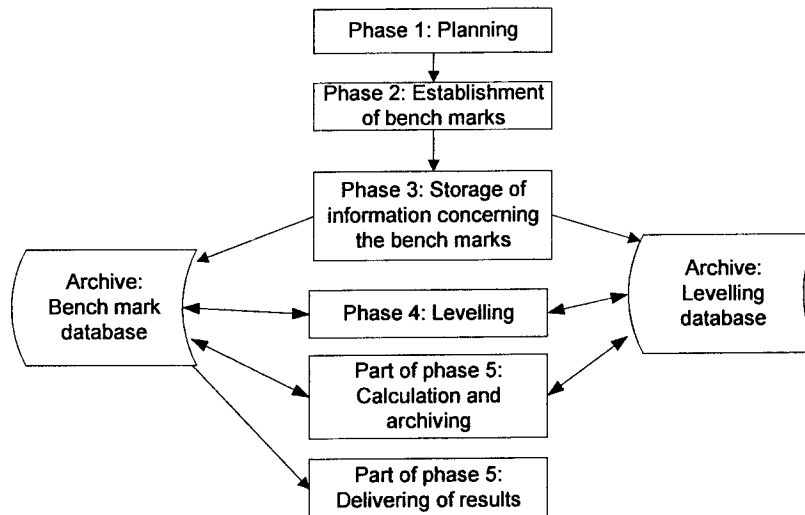 Phase 1: Planning
Phase 2: Establishment
of bench marks
Phase 3: Storage of
information concerning
the bench marks
Archive:
Bench mark
database
Archive:
Levelling
database
Phase 4: Levelling
Part of phase 5:
Calculation and
archiving
Part of phase 5:
Delivering of results